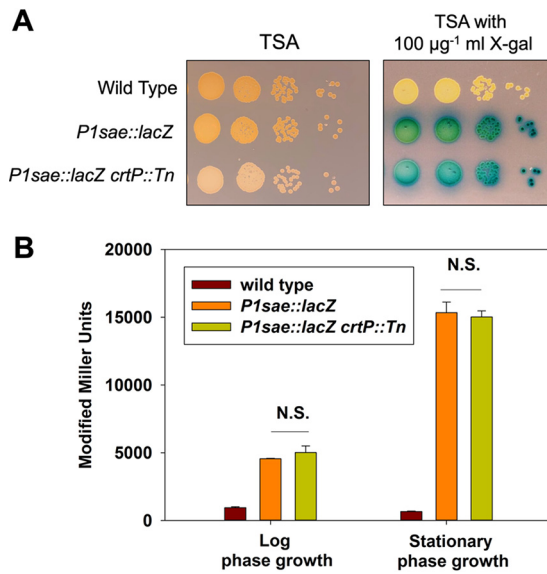 A
TSA
TSA with
100 µg⁻¹ ml X-gal
Wild Type
P1sae::lacZ
P1sae::lacZ crtP::Tn
B
20000
15000
10000
5000
0
Modified Miller Units
wild type
P1sae::lacZ
P1sae::lacZ crtP::Tn
N.S.
N.S.
Log
phase growth
Stationary
phase growth